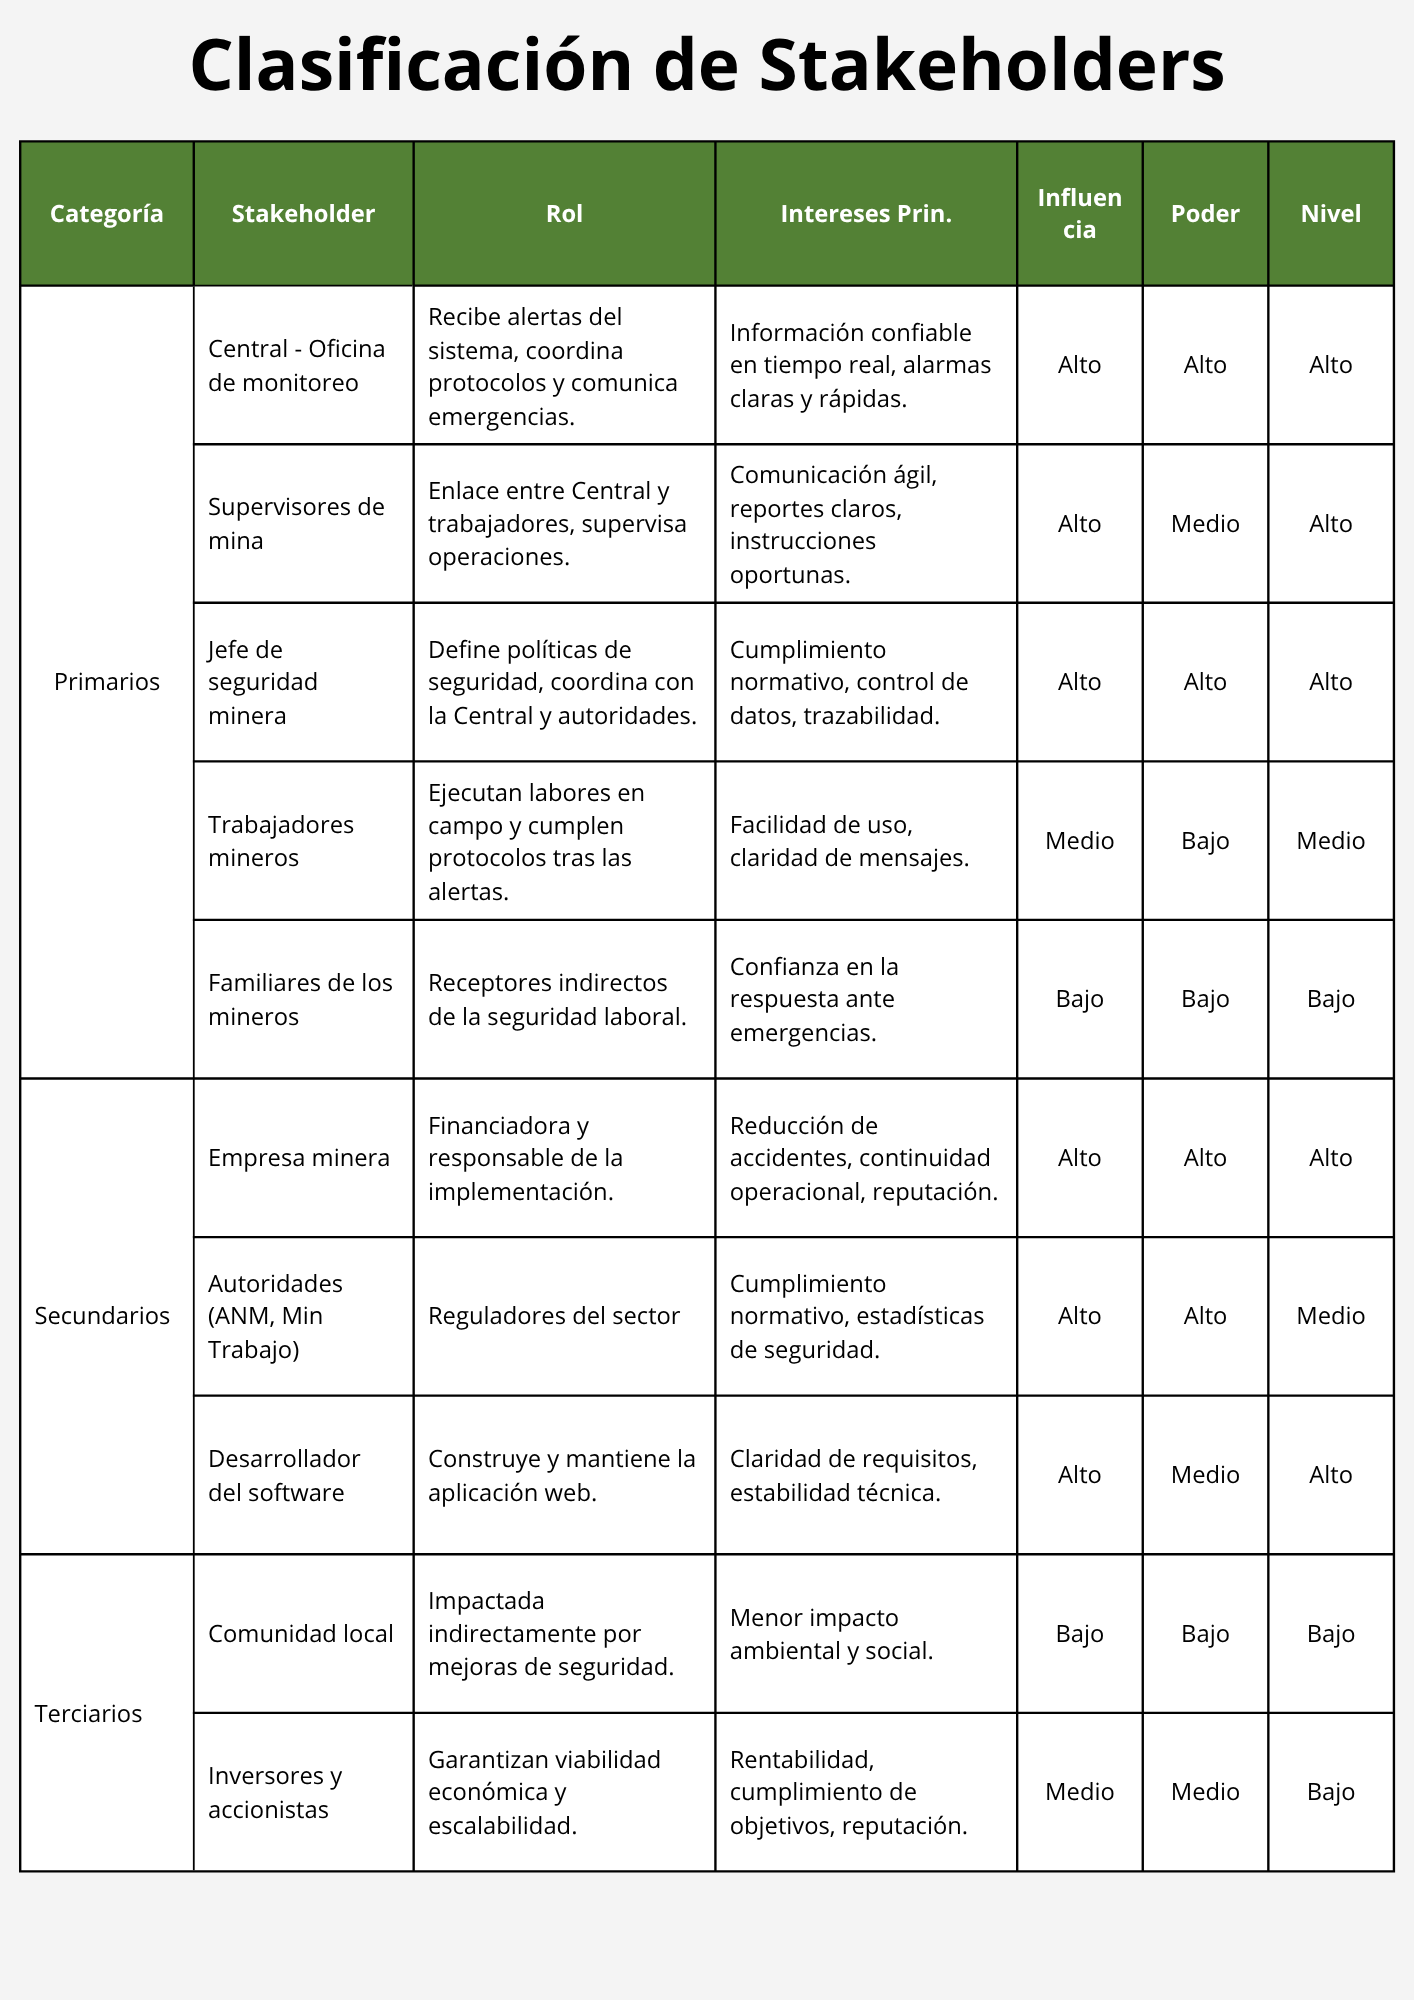 Clasificación de Stakeholders
Categoría
Stakeholder
Rol
Intereses Prin.
Influen
cia
Poder
Nivel
Primarios
Central - Oficina
de monitoreo
Recibe alertas del
sistema, coordina
protocolos y comunica
emergencias.
Información confiable
en tiempo real, alarmas
claras y rápidas.
Alto
Alto
Alto
Supervisores de
mina
Enlace entre Central y
trabajadores, supervisa
operaciones.
Comunicación ágil,
reportes claros,
instrucciones
oportunas.
Alto
Medio
Alto
Jefe de
seguridad
minera
Define políticas de
seguridad, coordina con
la Central y autoridades.
Cumplimiento
normativo, control de
datos, trazabilidad.
Alto
Alto
Alto
Trabajadores
mineros
Ejecutan labores en
campo y cumplen
protocolos tras las
alertas.
Facilidad de uso,
claridad de mensajes.
Medio
Bajo
Medio
Familiares de los
mineros
Receptores indirectos
de la seguridad laboral.
Confianza en la
respuesta ante
emergencias.
Bajo
Bajo
Bajo
Secundarios
Empresa minera
Financiadora y
responsable de la
implementación.
Reducción de
accidentes, continuidad
operacional, reputación.
Alto
Alto
Alto
Autoridades
(ANM, Min
Trabajo)
Reguladores del sector
Cumplimiento
normativo, estadísticas
de seguridad.
Alto
Alto
Medio
Desarrollador
del software
Construye y mantiene la
aplicación web.
Claridad de requisitos,
estabilidad técnica.
Alto
Medio
Alto
Terciarios
Comunidad local
Impactada
indirectamente por
mejoras de seguridad.
Menor impacto
ambiental y social.
Bajo
Bajo
Bajo
Inversores y
accionistas
Garantizan viabilidad
económica y
escalabilidad.
Rentabilidad,
cumplimiento de
objetivos, reputación.
Medio
Medio
Bajo